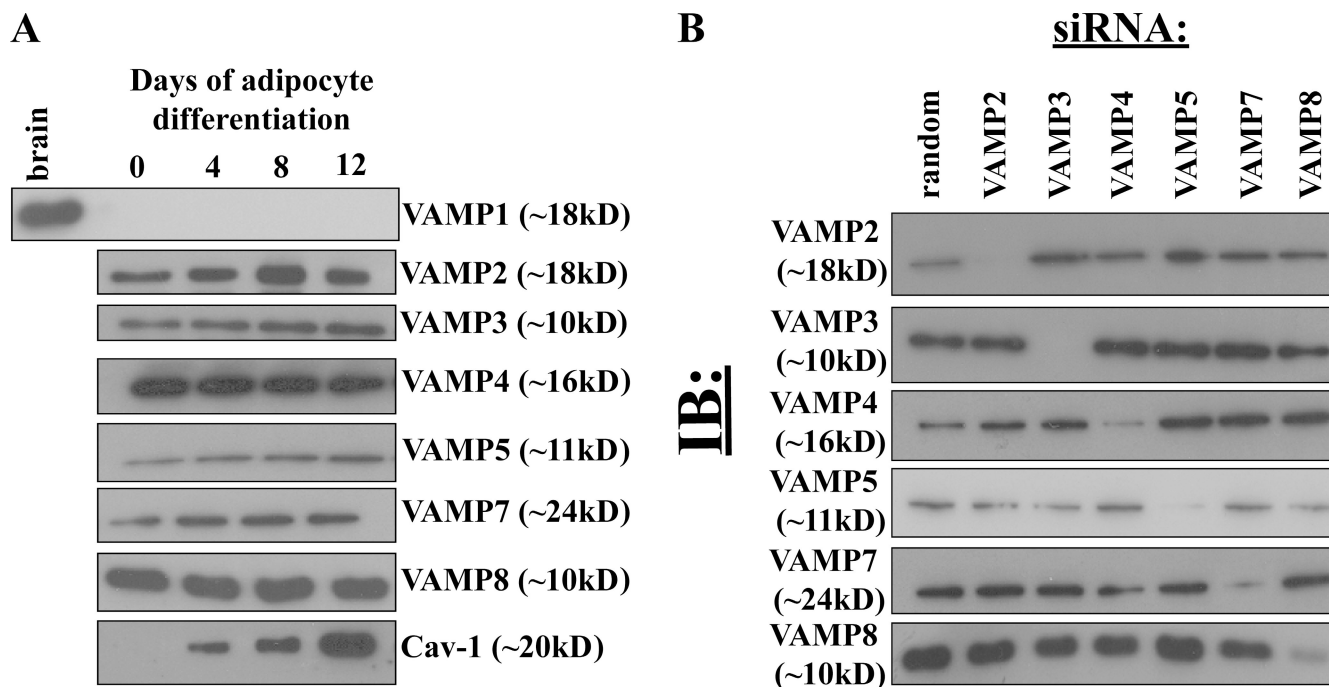 A
Days of adipocyte
differentiation
brain
0 4 8 12
VAMP1 (~18kD)
VAMP2 (~18kD)
VAMP3 (~10kD)
VAMP4 (~16kD)
VAMP5 (~11kD)
VAMP7 (~24kD)
VAMP8 (~10kD)
Cav-1 (~20kD)
B
siRNA:
random
VAMP2
VAMP3
VAMP4
VAMP5
VAMP7
VAMP8
IB:
VAMP2
(~18kD)
VAMP3
(~10kD)
VAMP4
(~16kD)
VAMP5
(~11kD)
VAMP7
(~24kD)
VAMP8
(~10kD)